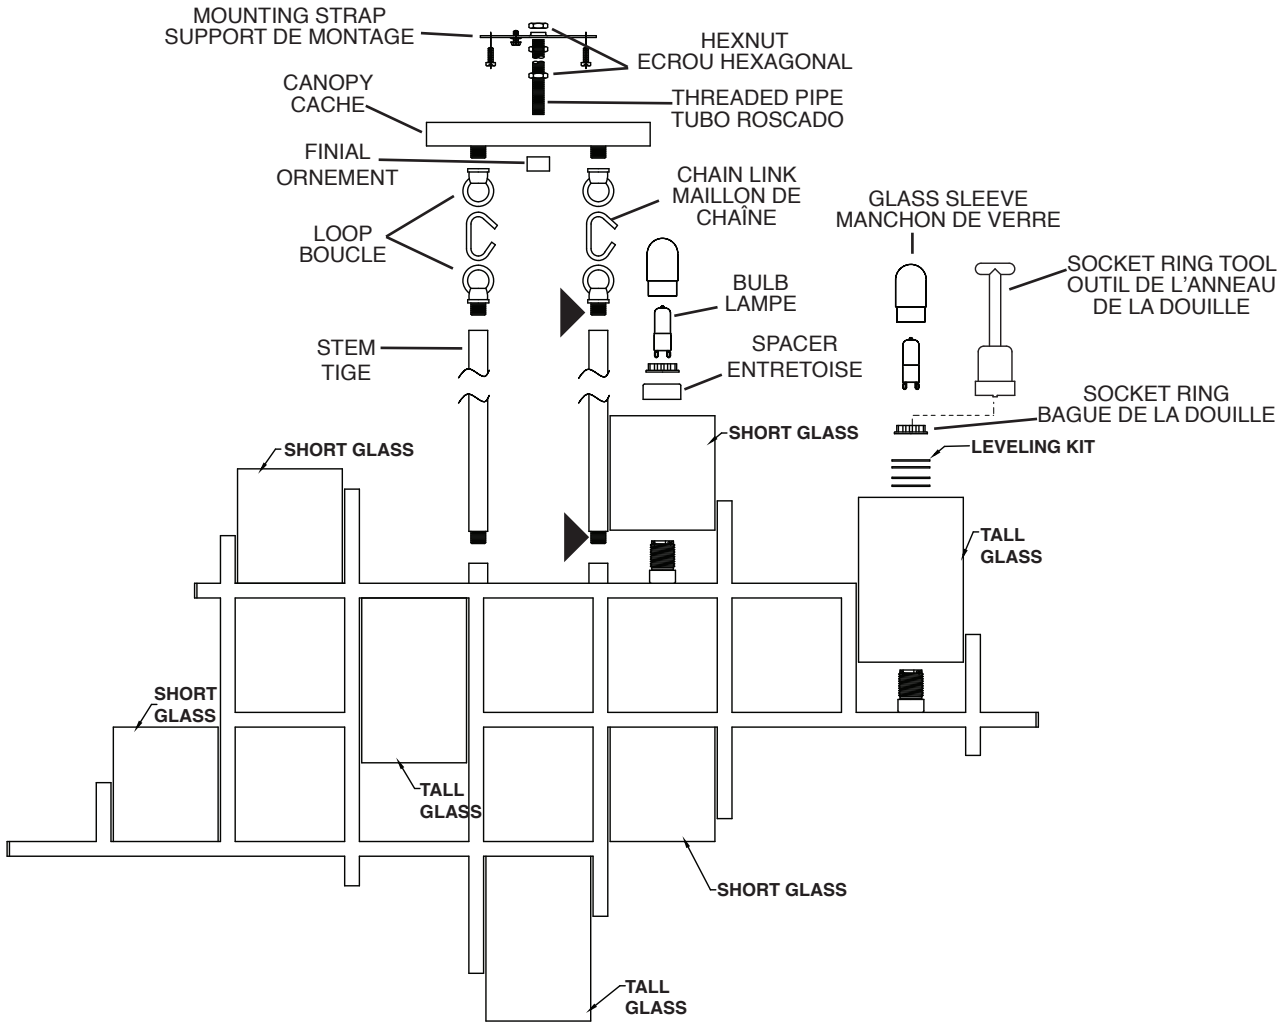 MOUNTING STRAP
SUPPORT DE MONTAGE
HEXNUT
ECROU HEXAGONAL
CANOPY
CACHE
THREADED PIPE
TUBO ROSCADO
FINIAL
ORNEMENT
CHAIN LINK
MAILLON DE
CHAÎNE
GLASS SLEEVE
MANCHON DE VERRE
LOOP
BOUCLE
SOCKET RING TOOL
OUTIL DE L'ANNEAU
DE LA DOUILLE
BULB
LAMPE
STEM
TIGE
SPACER
ENTRETOISE
SOCKET RING
BAGUE DE LA DOUILLE
SHORT GLASS
SHORT GLASS
LEVELING KIT
TALL
GLASS
SHORT
GLASS
TALL
GLASS
SHORT GLASS
TALL
GLASS